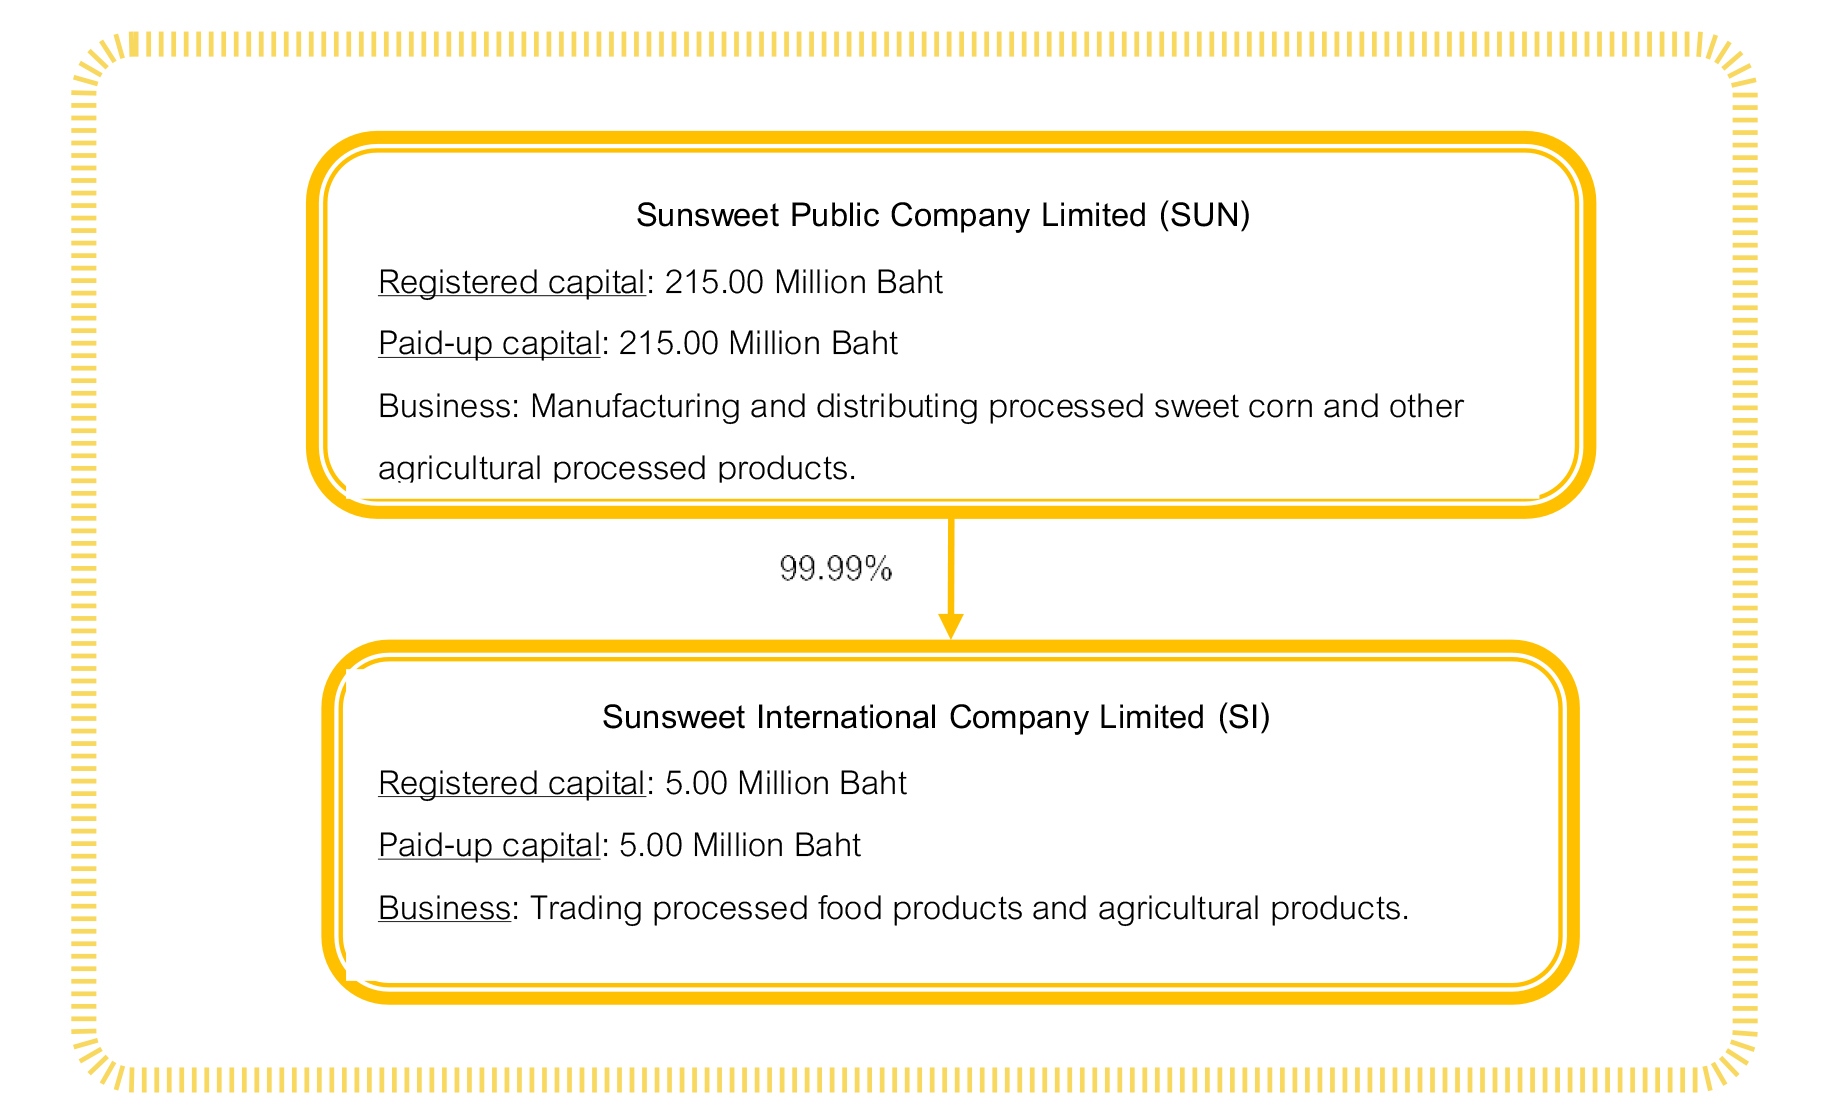 Sunsweet Public Company Limited (SUN)
Registered capital: 215.00 Million Baht
Paid-up capital: 215.00 Million Baht
Business: Manufacturing and distributing processed sweet corn and other
agricultural processed products.
99.99%
Sunsweet International Company Limited (SI)
Registered capital: 5.00 Million Baht
Paid-up capital: 5.00 Million Baht
Business: Trading processed food products and agricultural products.